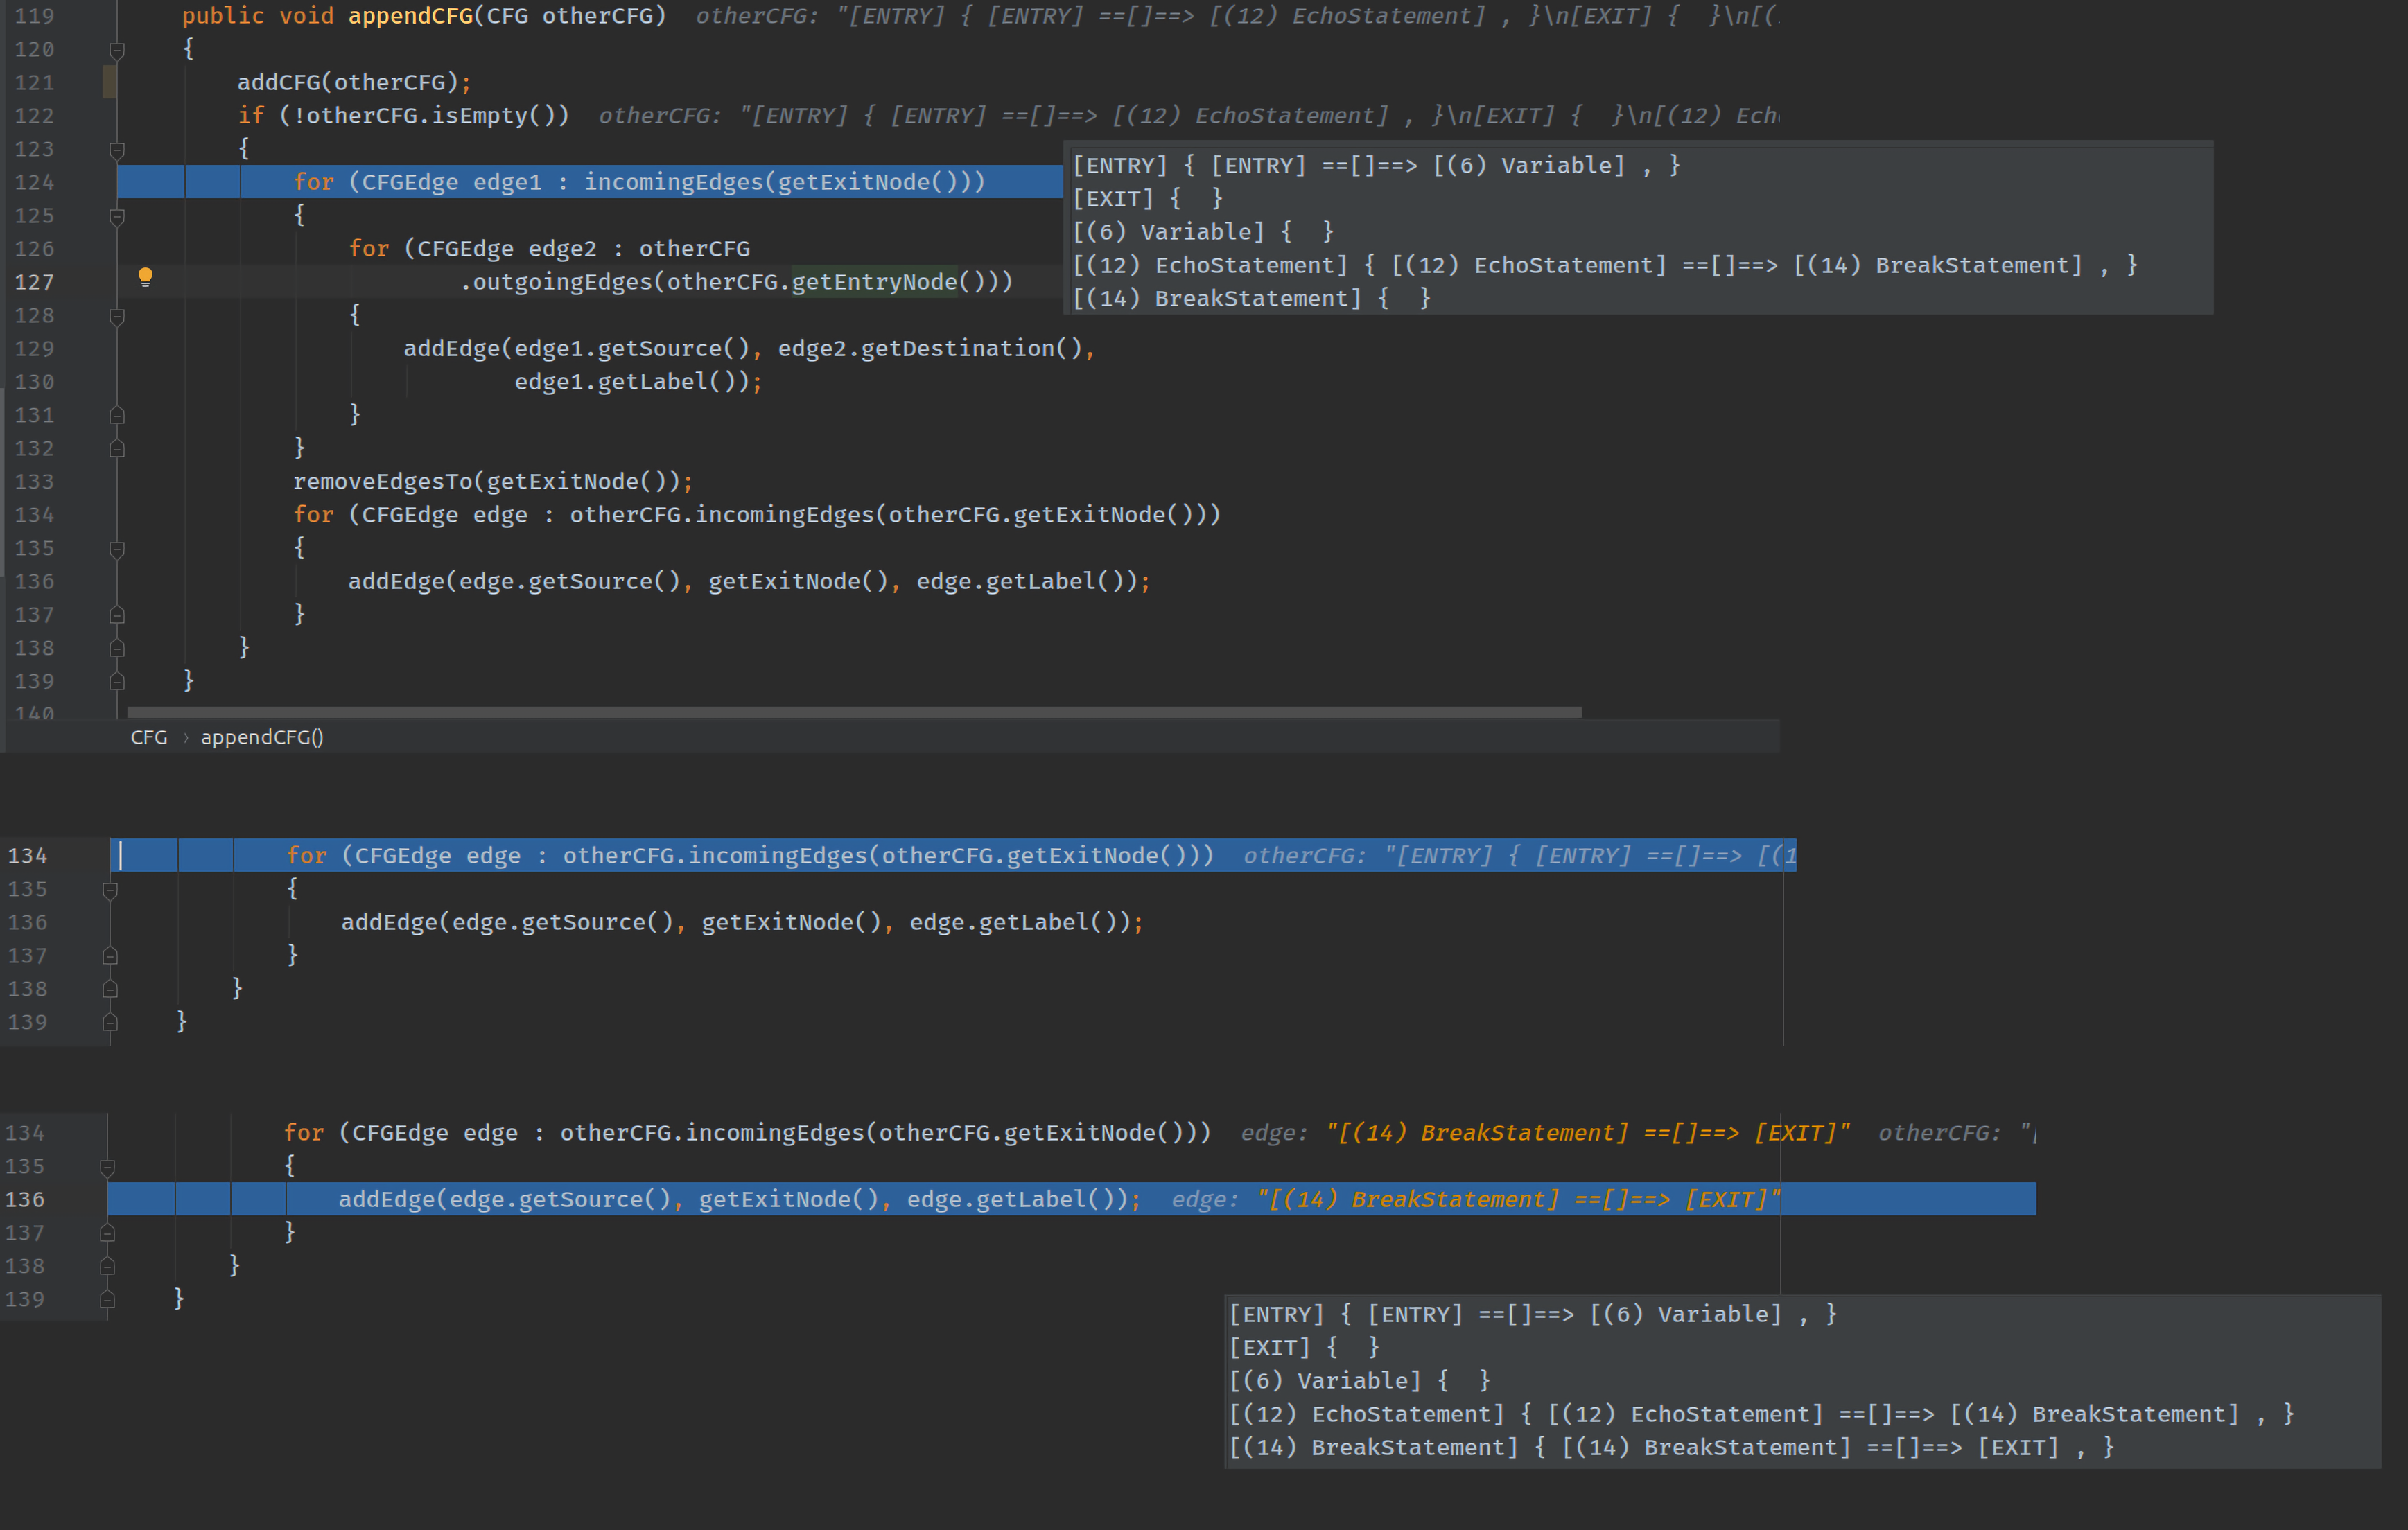 119 public void appendCFG(CFG otherCFG) otherCFG: "[ENTRY] { [ENTRY] ==[]==> [(12) EchoStatement] , }\n[EXIT] {  }\n[(
120 {
121 addCFG(otherCFG);
122 if (!otherCFG.isEmpty()) otherCFG: "[ENTRY] { [ENTRY] ==[]==> [(12) EchoStatement] , }\n[EXIT] {  }\n[(12) Ech
123 {
124 for (CFGEdge edge1 : incomingEdges(getExitNode()))
125 {
126 for (CFGEdge edge2 : otherCFG
127 .outgoingEdges(otherCFG.getEntryNode()))
128 {
129 addEdge(edge1.getSource(), edge2.getDestination(),
130 edge1.getLabel());
131 }
132 }
133 removeEdgesTo(getExitNode());
134 for (CFGEdge edge : otherCFG.incomingEdges(otherCFG.getExitNode()))
135 {
136 addEdge(edge.getSource(), getExitNode(), edge.getLabel());
137 }
138 }
139 }
140
[ENTRY] { [ENTRY] ==[]==> [(6) Variable] , }
[EXIT] {  }
[(6) Variable] {  }
[(12) EchoStatement] { [(12) EchoStatement] ==[]==> [(14) BreakStatement] , }
[(14) BreakStatement] {  }
CFG › appendCFG()
134 for (CFGEdge edge : otherCFG.incomingEdges(otherCFG.getExitNode())) otherCFG: "[ENTRY] { [ENTRY] ==[]==> [(1
135 {
136 addEdge(edge.getSource(), getExitNode(), edge.getLabel());
137 }
138 }
139 }
134 for (CFGEdge edge : otherCFG.incomingEdges(otherCFG.getExitNode())) edge: "[(14) BreakStatement] ==[]==> [EXIT]" otherCFG: "[
135 {
136 addEdge(edge.getSource(), getExitNode(), edge.getLabel()); edge: "[(14) BreakStatement] ==[]==> [EXIT]"
137 }
138 }
139 }
[ENTRY] { [ENTRY] ==[]==> [(6) Variable] , }
[EXIT] {  }
[(6) Variable] {  }
[(12) EchoStatement] { [(12) EchoStatement] ==[]==> [(14) BreakStatement] , }
[(14) BreakStatement] { [(14) BreakStatement] ==[]==> [EXIT] , }